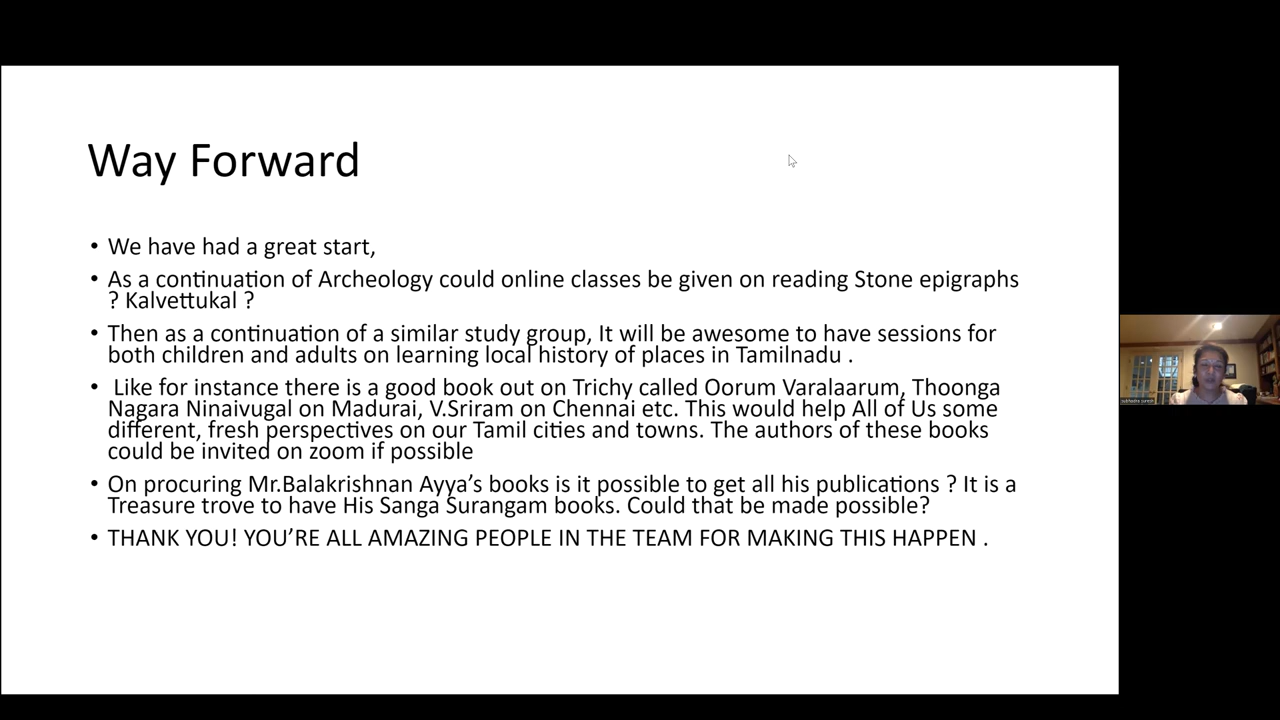 Way Forward
• We have had a great start,
• As a continuation of Archeology could online classes be given on reading Stone epigraphs
? Kalvettukal ?
• Then as a continuation of a similar study group, It will be awesome to have sessions for
both children and adults on learning local history of places in Tamilnadu .
• Like for instance there is a good book out on Trichy called Oorum Varalaarum, Thoonga
Nagara Ninaivugal on Madurai, V.Sriram on Chennai etc. This would help All of Us some
different, fresh perspectives on our Tamil cities and towns. The authors of these books
could be invited on zoom if possible
• On procuring Mr.Balakrishnan Ayya’s books is it possible to get all his publications ? It is a
Treasure trove to have His Sanga Surangam books. Could that be made possible?
• THANK YOU! YOU’RE ALL AMAZING PEOPLE IN THE TEAM FOR MAKING THIS HAPPEN .